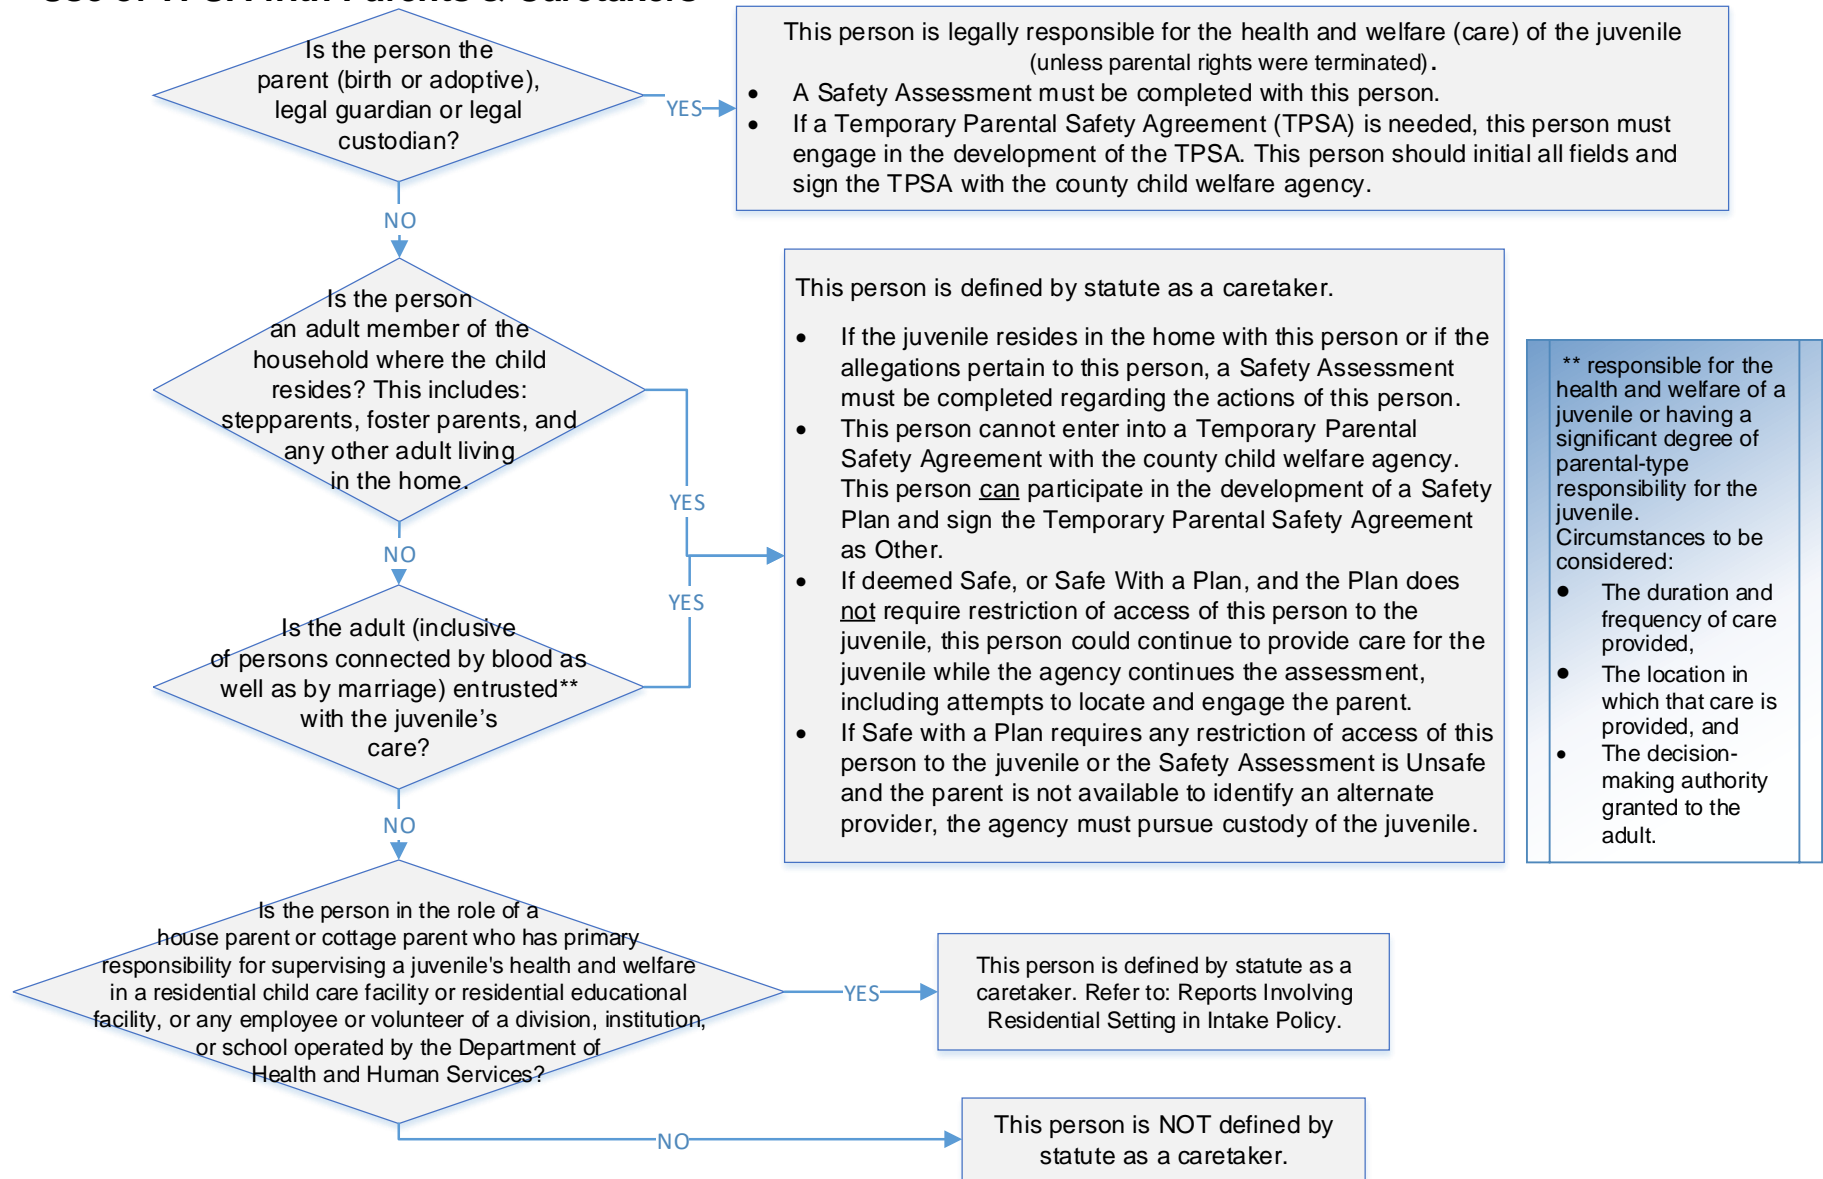 Use of TPSA with Parents & Caretakers
Is the person the
parent (birth or adoptive),
legal guardian or legal
custodian?
YES
This person is legally responsible for the health and welfare (care) of the juvenile
(unless parental rights were terminated).
• A Safety Assessment must be completed with this person.
• If a Temporary Parental Safety Agreement (TPSA) is needed, this person must
engage in the development of the TPSA. This person should initial all fields and
sign the TPSA with the county child welfare agency.
NO
Is the person
an adult member of the
household where the child
resides? This includes:
stepparents, foster parents, and
any other adult living
in the home.
YES
NO
Is the adult (inclusive
of persons connected by blood as
well as by marriage) entrusted**
with the juvenile's
care?
YES
This person is defined by statute as a caretaker.
• If the juvenile resides in the home with this person or if the
allegations pertain to this person, a Safety Assessment
must be completed regarding the actions of this person.
• This person cannot enter into a Temporary Parental
Safety Agreement with the county child welfare agency.
This person can participate in the development of a Safety
Plan and sign the Temporary Parental Safety Agreement
as Other.
• If deemed Safe, or Safe With a Plan, and the Plan does
not require restriction of access of this person to the
juvenile, this person could continue to provide care for the
juvenile while the agency continues the assessment,
including attempts to locate and engage the parent.
• If Safe with a Plan requires any restriction of access of this
person to the juvenile or the Safety Assessment is Unsafe
and the parent is not available to identify an alternate
provider, the agency must pursue custody of the juvenile.
** responsible for the
health and welfare of a
juvenile or having a
significant degree of
parental-type
responsibility for the
juvenile.
Circumstances to be
considered:
• The duration and
frequency of care
provided,
• The location in
which that care is
provided, and
• The decision-
making authority
granted to the
adult.
NO
Is the person in the role of a
house parent or cottage parent who has primary
responsibility for supervising a juvenile's health and welfare
in a residential child care facility or residential educational
facility, or any employee or volunteer of a division, institution,
or school operated by the Department of
Health and Human Services?
YES
This person is defined by statute as a
caretaker. Refer to: Reports Involving
Residential Setting in Intake Policy.
NO
This person is NOT defined by
statute as a caretaker.